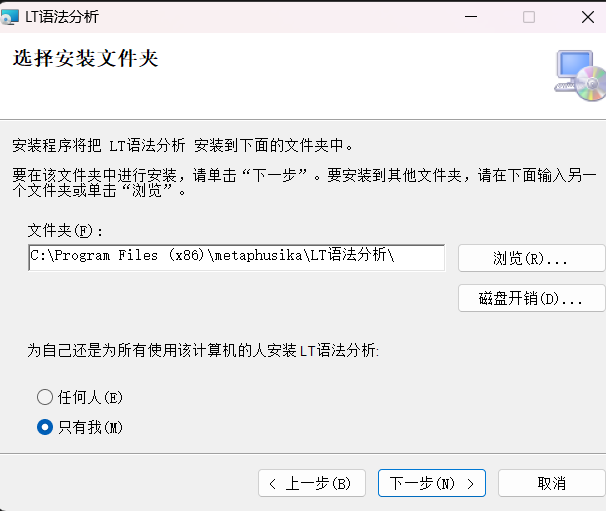 LT语法分析
选择安装文件夹
安装程序将把 LT语法分析 安装到下面的文件夹中。
要在该文件夹中进行安装，请单击“下一步”。要安装到其他文件夹，请在下面输入另一
个文件夹或单击“浏览”。
文件夹(F)：
C:\Program Files (x86)\metaphusika\LT语法分析\
浏览(R)...
磁盘开销(D)...
为自己还是为所有使用该计算机的人安装 LT语法分析:
任何人(E)
只有我(M)
< 上一步(B)
下一步(N) >
取消